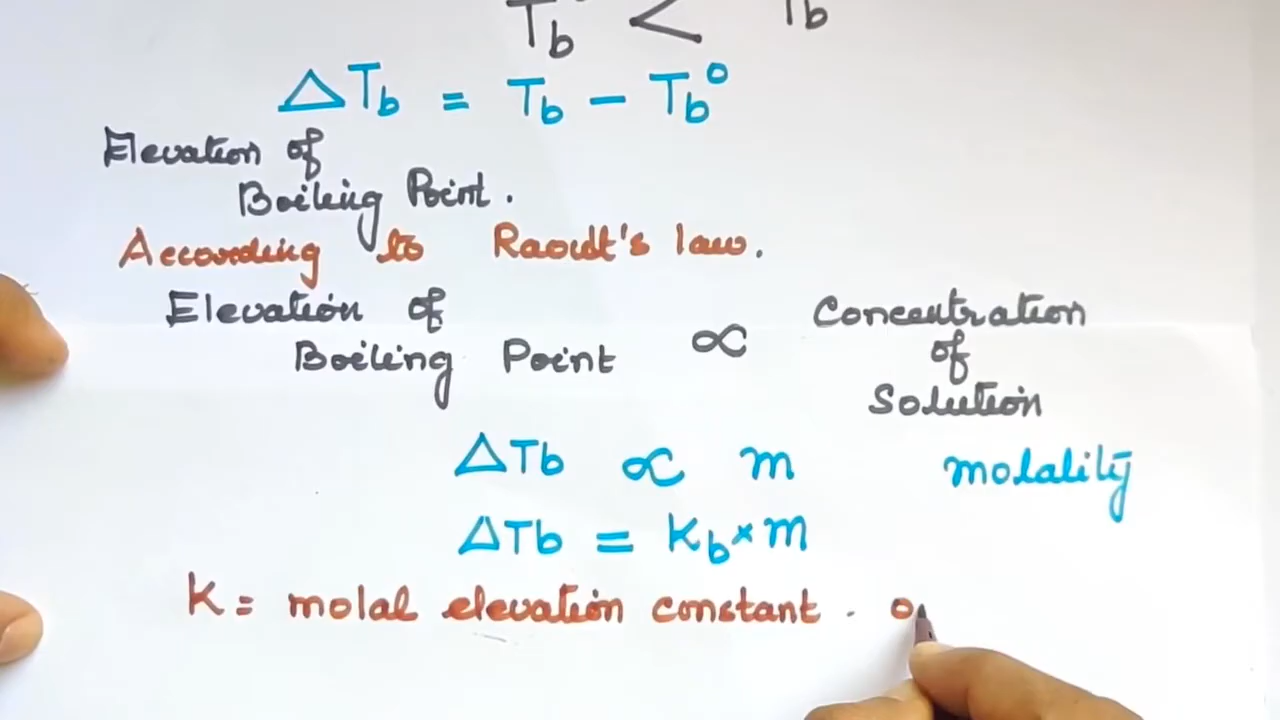 Tb° < Tb
ΔTb = Tb − Tb°
Elevation of
Boiling Point.
According to Raoult's law.
Elevation of
Boiling Point ∝ Concentration
of
Solution
ΔTb ∝ m molality
ΔTb = Kb × m
K = molal elevation constant. o